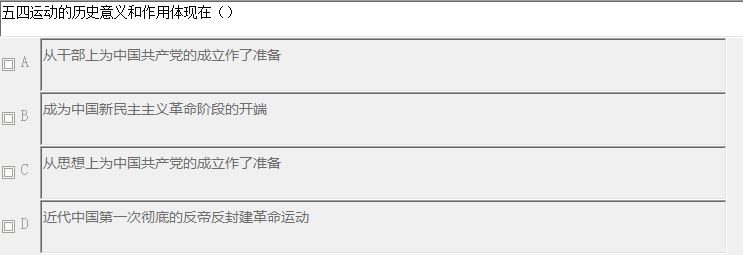 五四运动的历史意义和作用体现在（）
A 从干部上为中国共产党的成立作了准备
B 成为中国新民主主义革命阶段的开端
C 从思想上为中国共产党的成立作了准备
D 近代中国第一次彻底的反帝反封建革命运动